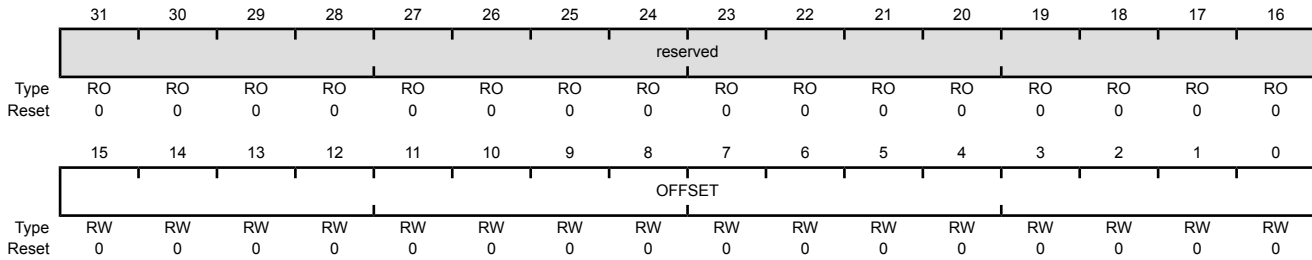 31 30 29 28 27 26 25 24 23 22 21 20 19 18 17 16
reserved
Type RO RO RO RO RO RO RO RO RO RO RO RO RO RO RO RO
Reset 0 0 0 0 0 0 0 0 0 0 0 0 0 0 0 0
15 14 13 12 11 10 9 8 7 6 5 4 3 2 1 0
OFFSET
Type RW RW RW RW RW RW RW RW RW RW RW RW RW RW RW RW
Reset 0 0 0 0 0 0 0 0 0 0 0 0 0 0 0 0